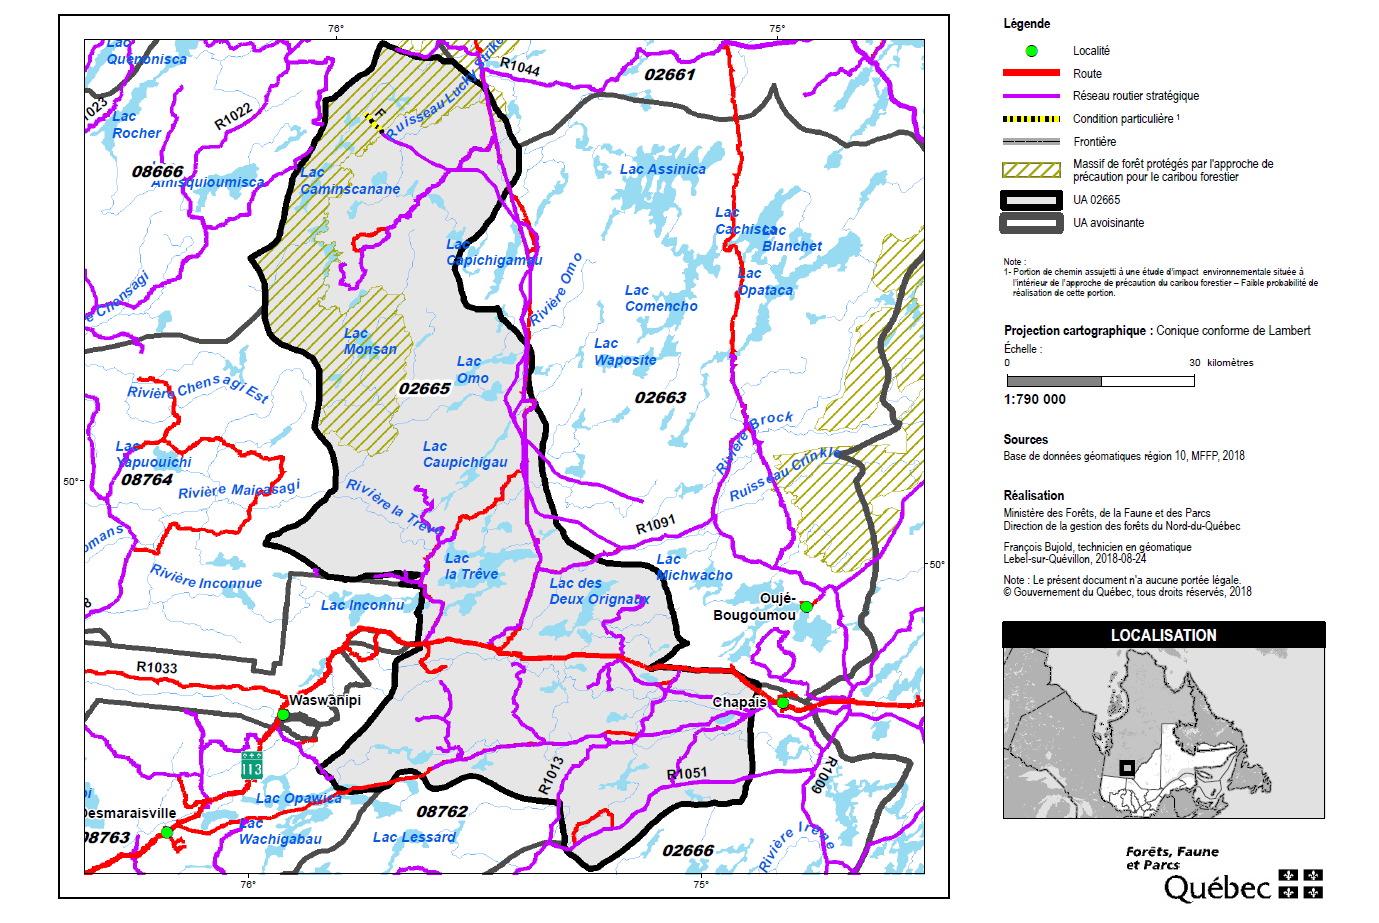 76°
75°
Lac
Quénonisca
R1044
02661
R1023
R1022
Lac
Rocher
Ruisseau Lucky Strike
08666
Amisquioumisca
Lac
Caminscanane
Lac Assinica
Lac
Cachisca
Lac
Blanchet
Lac
Capichigamau
Rivière Omo
Lac
Opataca
Lac
Comencho
e Chensagi
Lac
Monsan
Lac
Waposite
Lac
Omo
02665
02663
Rivière Chensagi Est
Rivière Brock
Lac
Yapuouichi
08764
Lac
Caupichigau
Ruisseau Crinkle
50°
Rivière Maicasagi
Rivière la Trêve
R1091
omans
Lac
la Trêve
Lac
Michwacho
50°
Rivière Inconnue
Lac des
Deux Orignaux
Lac Inconnu
Oujé-
Bougoumou
8
R1033
Waswanipi
Chapais
113
R1013
R1051
R1009
pi
Lac Opawica
Desmaraisville
08762
08763
Lac
Wachigabau
Lac Lessard
02666
Rivière Irène
76°
75°
Légende
Localité
Route
Réseau routier stratégique
Condition particulière 1
Frontière
Massif de forêt protégés par l'approche de
précaution pour le caribou forestier
UA 02665
UA avoisinante
Note :
1- Portion de chemin assujetti à une étude d'impact environnementale située à
l'intérieur de l'approche de précaution du caribou forestier – Faible probabilité de
réalisation de cette portion.
Projection cartographique : Conique conforme de Lambert
Échelle :
0 30 kilomètres
1:790 000
Sources
Base de données géomatiques région 10, MFFP, 2018
Réalisation
Ministère des Forêts, de la Faune et des Parcs
Direction de la gestion des forêts du Nord-du-Québec
François Bujold, technicien en géomatique
Lebel-sur-Quévillon, 2018-08-24
Note : Le présent document n'a aucune portée légale.
© Gouvernement du Québec, tous droits réservés, 2018
LOCALISATION
Forêts, Faune
et Parcs
Québec